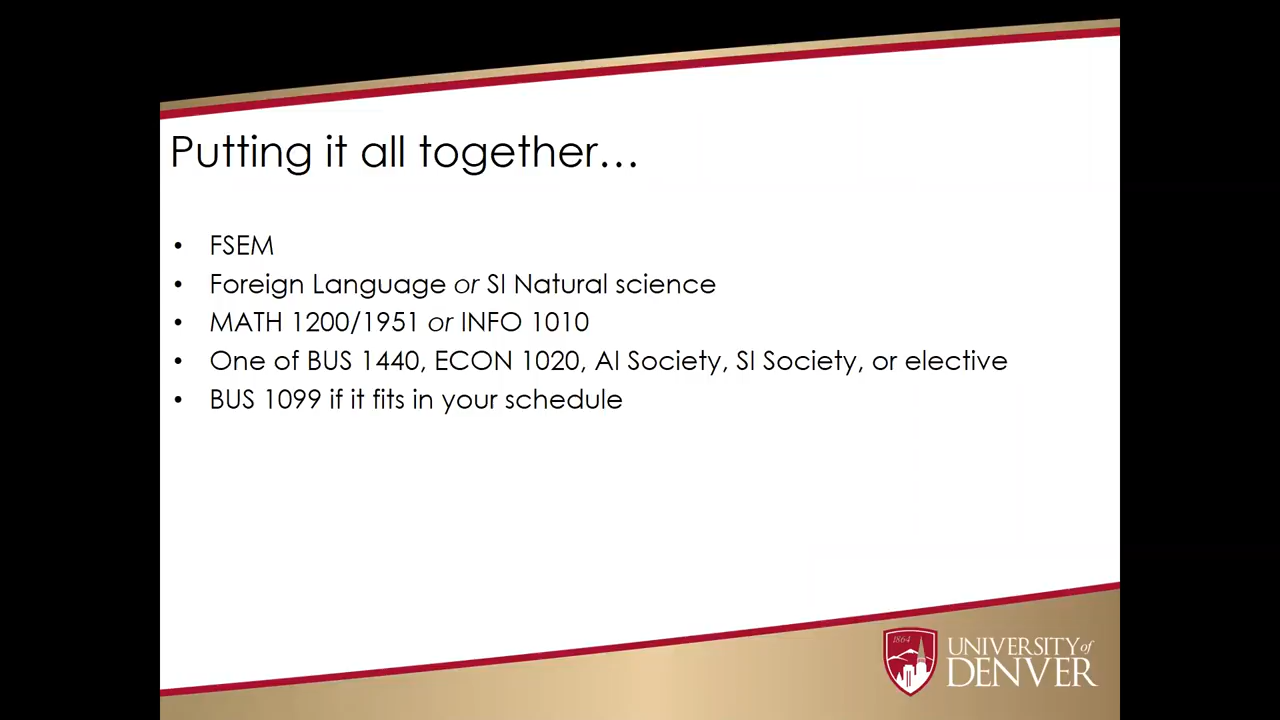 Putting it all together…
• FSEM
• Foreign Language or SI Natural science
• MATH 1200/1951 or INFO 1010
• One of BUS 1440, ECON 1020, AI Society, SI Society, or elective
• BUS 1099 if it fits in your schedule
1864
UNIVERSITY of
DENVER